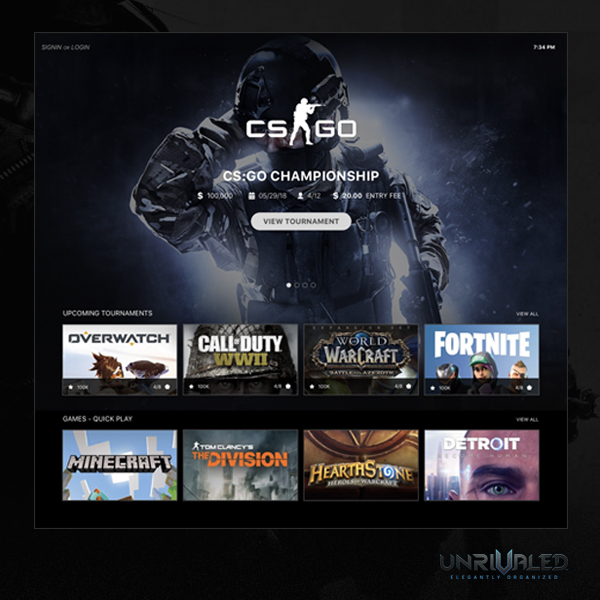 SIGNIN or LOGIN
7:34 PM
CS GO
CS:GO CHAMPIONSHIP
$ 100,000 05/29/18 4/12 $ 20.00 ENTRY FEE
VIEW TOURNAMENT
UPCOMING TOURNAMENTS
VIEW ALL
OVERWATCH
100K 4/8
CALL OF DUTY
WWII
100K 4/8
WORLD
WARCRAFT
BATTLE FOR AZEROTH
100K 4/8
FORTNITE
100K 4/8
GAMES - QUICK PLAY
VIEW ALL
MINECRAFT
TOM CLANCY'S
THE DIVISION
HEARTHSTONE
HEROES OF WARCRAFT
DETROIT
BECOME HUMAN
UNRIVALED
ELEGANTLY ORGANIZED